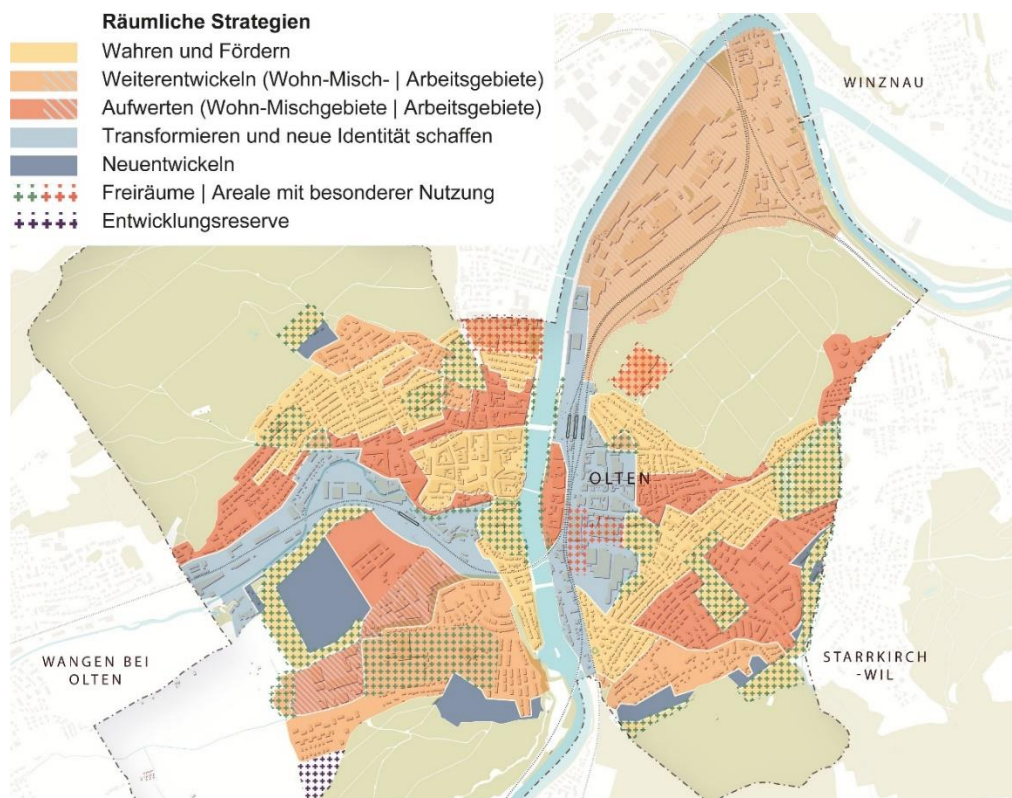 Räumliche Strategien
Wahren und Fördern
Weiterentwickeln (Wohn-Misch- | Arbeitsgebiete)
Aufwerten (Wohn-Mischgebiete | Arbeitsgebiete)
Transformieren und neue Identität schaffen
Neuentwickeln
Freiräume | Areale mit besonderer Nutzung
Entwicklungsreserve
WINZNAU
OLTEN
WANGEN BEI
OLTEN
STARRKIRCH
-WIL